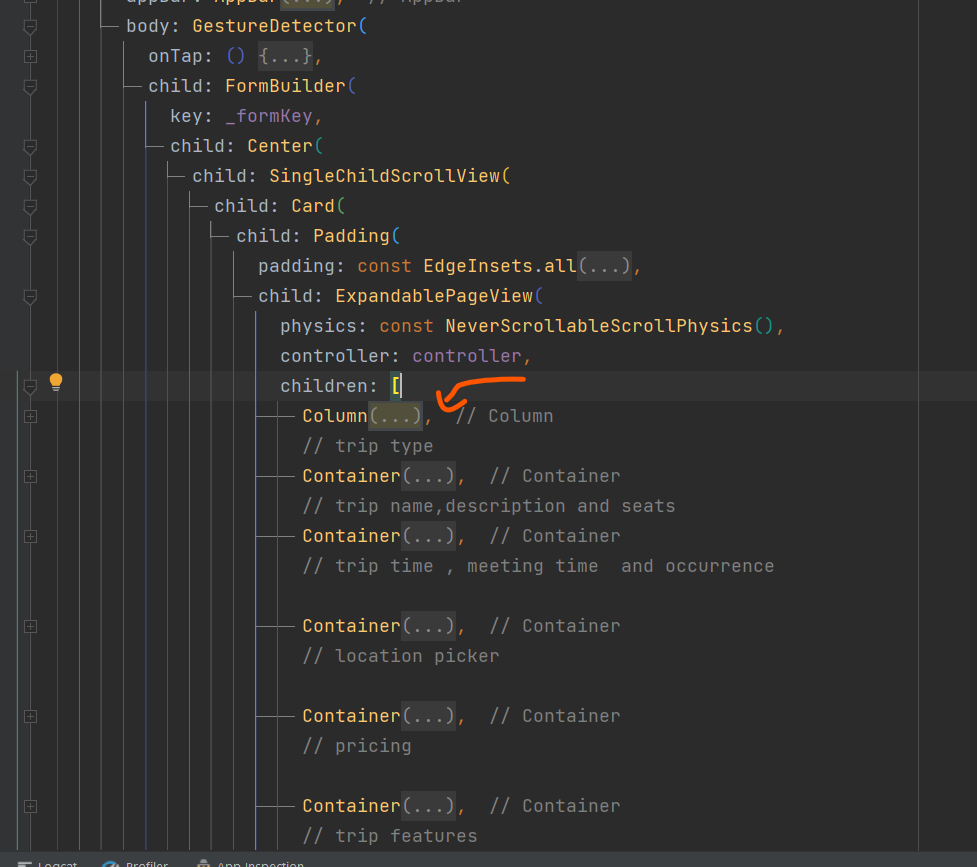 appBar: AppBar(...), // AppBar
body: GestureDetector(
onTap: () {...},
child: FormBuilder(
key: _formKey,
child: Center(
child: SingleChildScrollView(
child: Card(
child: Padding(
padding: const EdgeInsets.all(...),
child: ExpandablePageView(
physics: const NeverScrollableScrollPhysics(),
controller: controller,
children: [
Column(...), // Column
// trip type
Container(...), // Container
// trip name,description and seats
Container(...), // Container
// trip time , meeting time  and occurrence
Container(...), // Container
// location picker
Container(...), // Container
// pricing
Container(...), // Container
// trip features
Logcat Profiler App Inspection